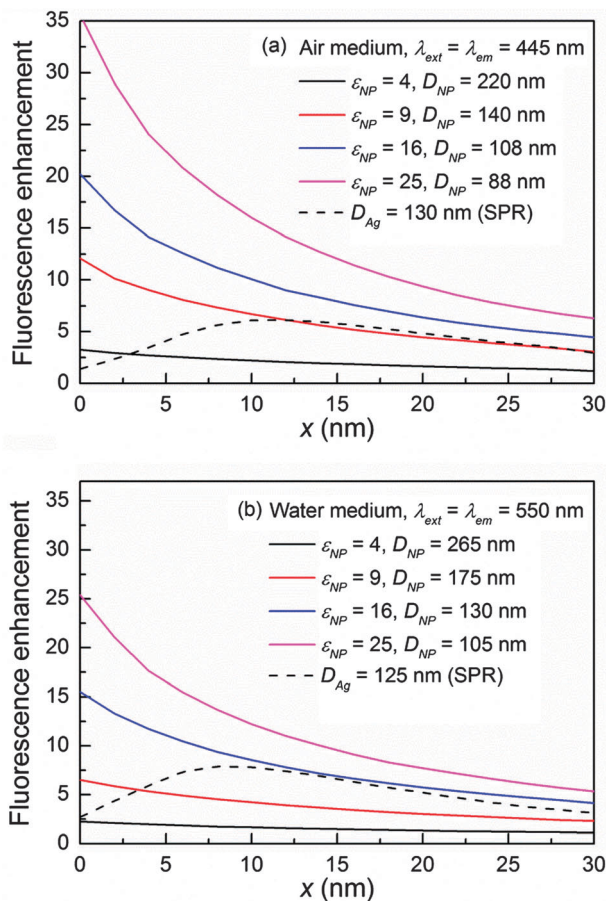 (a) Air medium, λext = λem = 445 nm
εNP = 4, DNP = 220 nm
εNP = 9, DNP = 140 nm
εNP = 16, DNP = 108 nm
εNP = 25, DNP = 88 nm
DAg = 130 nm (SPR)
Fluorescence enhancement
35
30
25
20
15
10
5
0
0 5 10 15 20 25 30
x (nm)
(b) Water medium, λext = λem = 550 nm
εNP = 4, DNP = 265 nm
εNP = 9, DNP = 175 nm
εNP = 16, DNP = 130 nm
εNP = 25, DNP = 105 nm
DAg = 125 nm (SPR)
Fluorescence enhancement
35
30
25
20
15
10
5
0
0 5 10 15 20 25 30
x (nm)